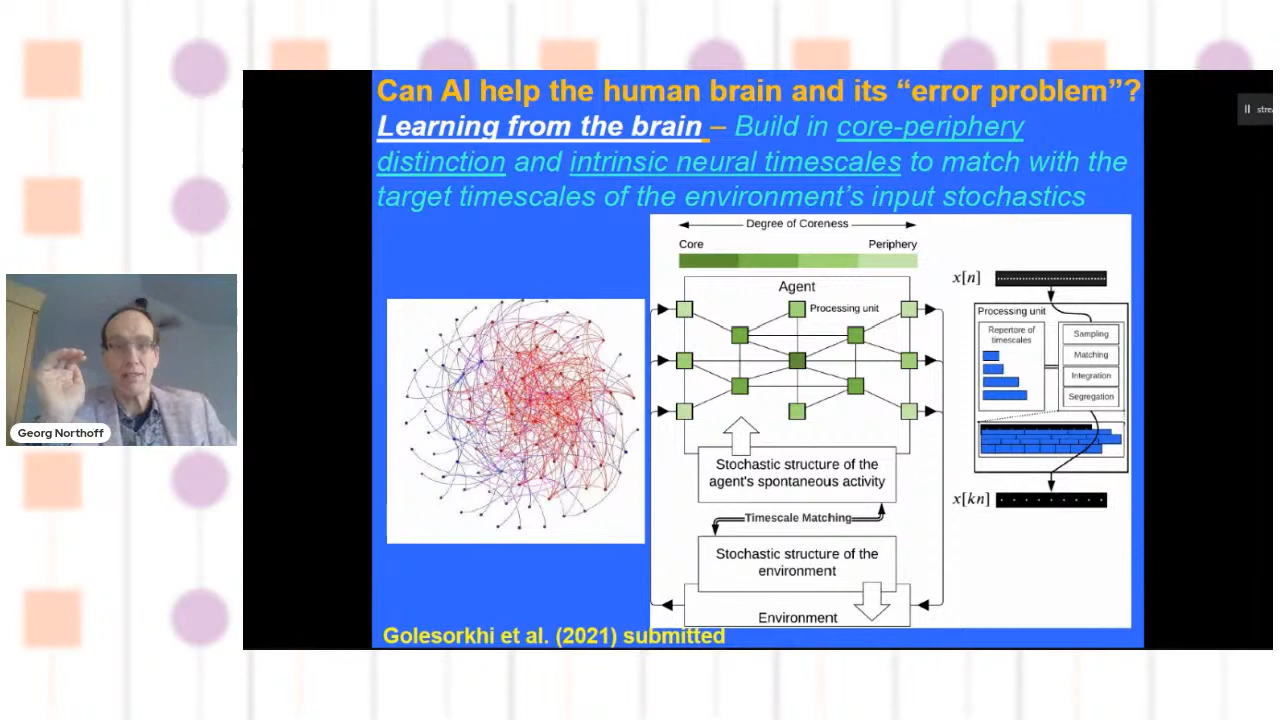 Can AI help the human brain and its “error problem”?
Learning from the brain – Build in core-periphery
distinction and intrinsic neural timescales to match with the
target timescales of the environment’s input stochastics
Degree of Coreness
Core
Periphery
Agent
Processing unit
Stochastic structure of the
agent's spontaneous activity
Timescale Matching
Stochastic structure of the
environment
Environment
x[n]
Processing unit
Repertore of
timescales
Sampling
Matching
Integration
Segregation
x[kn]
Golesorkhi et al. (2021) submitted
Georg Northoff